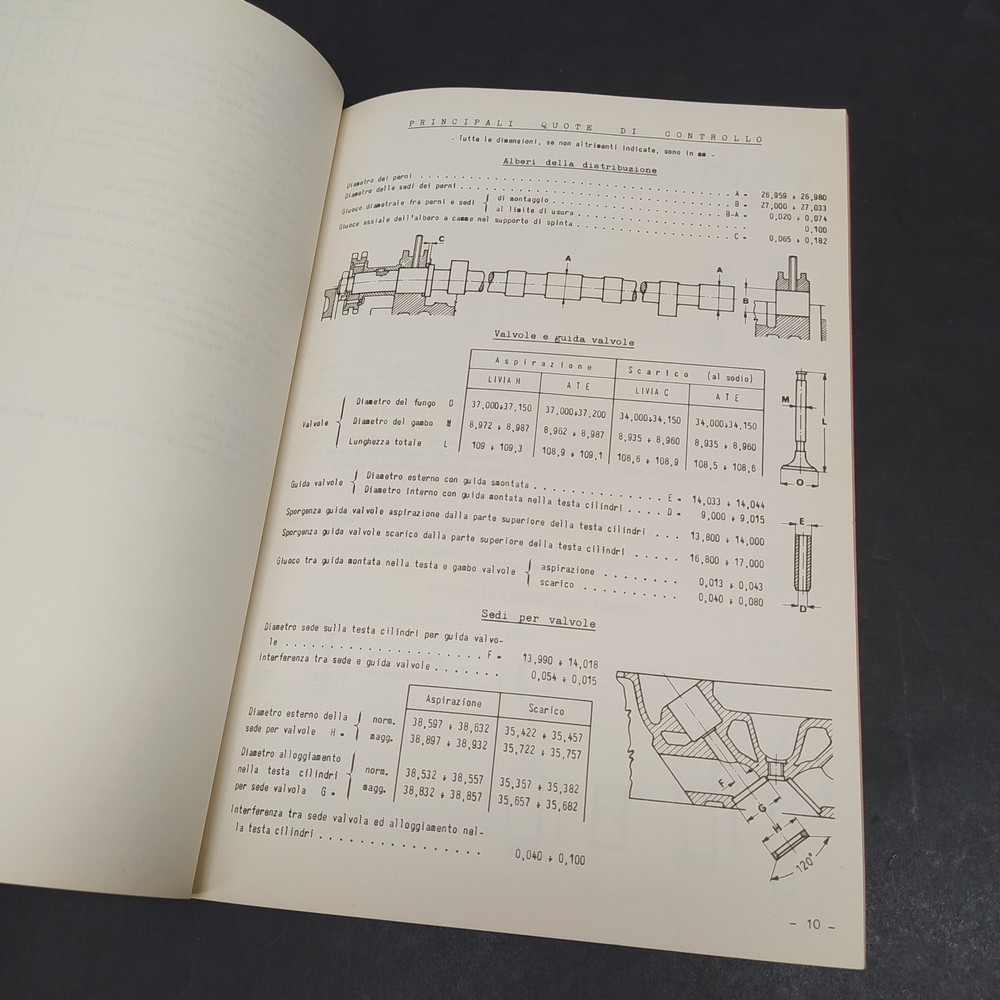 PRINCIPALI QUOTE DI CONTROLLO
- Tutte le dimensioni, se non altrimenti indicate, sono in mm -
Alberi della distribuzione
Diametro dei perni . . . . . . . . . . A = 26,959 ÷ 26,980
Diametro delle sedi dei perni . . . . . . . . . . B = 27,000 ÷ 27,033
Giuoco diametrale fra perni e sedi { di montaggio . . . . . . . . . . B-A = 0,020 ÷ 0,074
al limite di usura . . . . . . . . . . 0,100
Giuoco assiale dell'albero a camme nel supporto di spinta . . . . . . . . . . C = 0,065 ÷ 0,182
C
A
A
B
Valvole e guida valvole
Aspirazione Scarico (al sodio)
LIVIA H ATE LIVIA C ATE
Valvole { Diametro del fungo O 37,000÷37,150 37,000÷37,200 34,000÷34,150 34,000÷34,150
Diametro del gambo M 8,972 ÷ 8,987 8,962 ÷ 8,987 8,935 ÷ 8,960 8,935 ÷ 8,960
Lunghezza totale L 109 ÷ 109,3 108,9 ÷ 109,1 108,6 ÷ 108,9 108,5 ÷ 108,6
M
L
O
Guida valvole { Diametro esterno con guida smontata . . . . . . . . . . E = 14,033 ÷ 14,044
Diametro interno con guida montata nella testa cilindri . . . . D = 9,000 ÷ 9,015
Sporgenza guida valvole aspirazione dalla parte superiore della testa cilindri . . . 13,800 ÷ 14,000
Sporgenza guida valvole scarico dalla parte superiore della testa cilindri . . . . . 16,800 ÷ 17,000
Giuoco tra guida montata nella testa e gambo valvole { aspirazione . . . . . . . . 0,013 ÷ 0,043
scarico . . . . . . . . . . 0,040 ÷ 0,080
E
D
Sedi per valvole
Diametro sede sulla testa cilindri per guida valvo-
le . . . . . . . . . . F = 13,990 ÷ 14,018
Interferenza tra sede e guida valvole . . . . . . . 0,054 ÷ 0,015
Aspirazione Scarico
Diametro esterno della { norm. 38,597 ÷ 38,632 35,422 ÷ 35,457
sede per valvole H = magg. 38,897 ÷ 38,932 35,722 ÷ 35,757
Diametro alloggiamento
nella testa cilindri { norm. 38,532 ÷ 38,557 35,357 ÷ 35,382
per sede valvola G = magg. 38,832 ÷ 38,857 35,657 ÷ 35,682
Interferenza tra sede valvola ed alloggiamento nel-
la testa cilindri . . . . . . . . . . 0,040 ÷ 0,100
F
G
H
120°
- 10 -